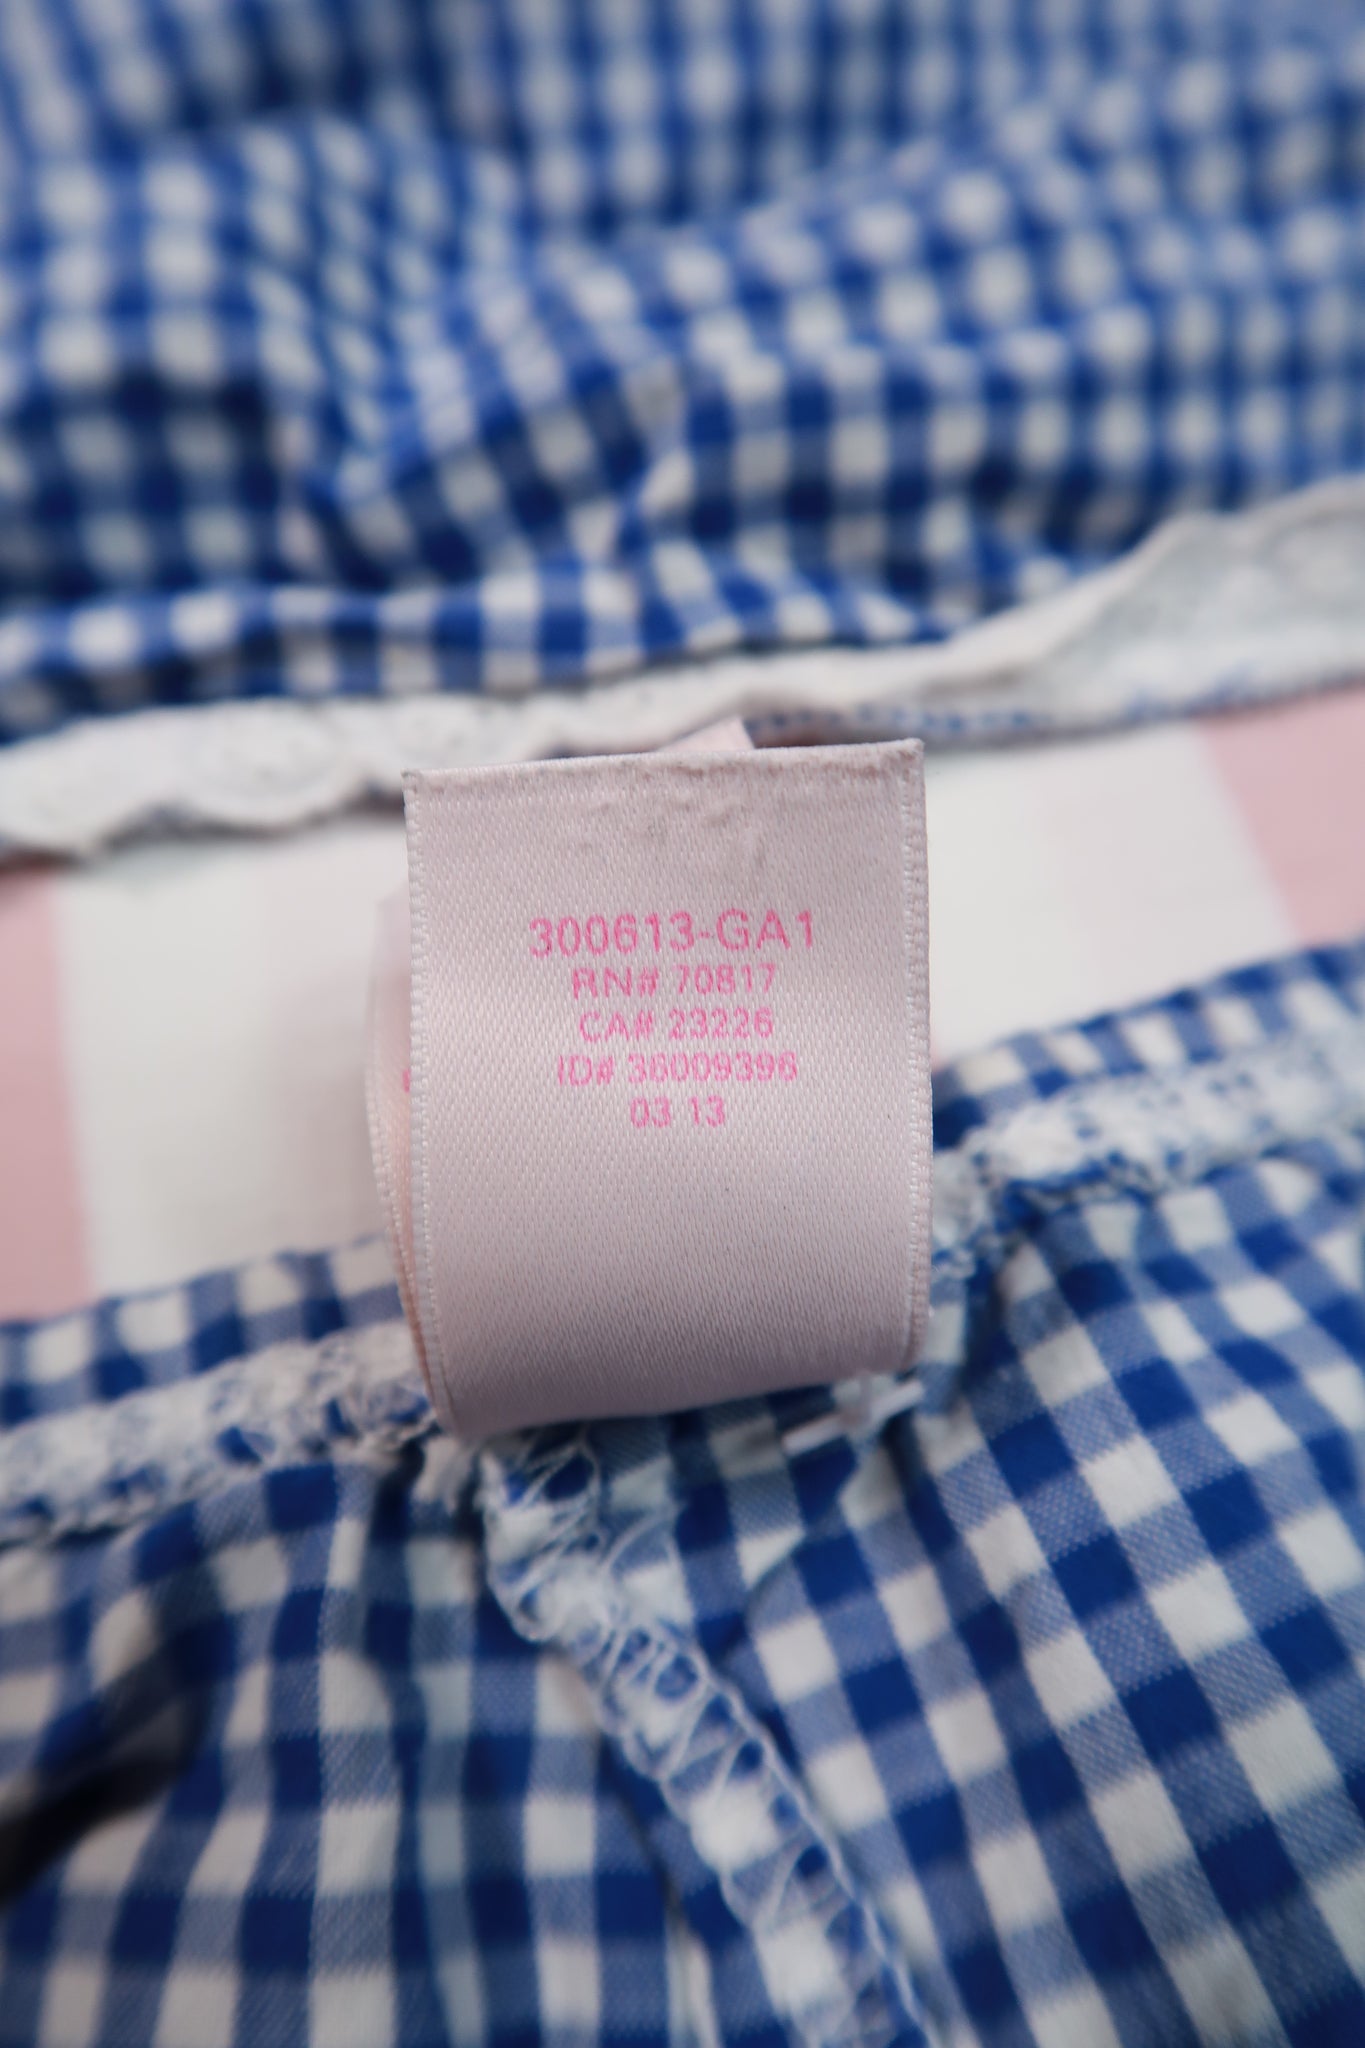 300613-GA1
RN# 70817
CA# 23226
ID# 36009396
03 13